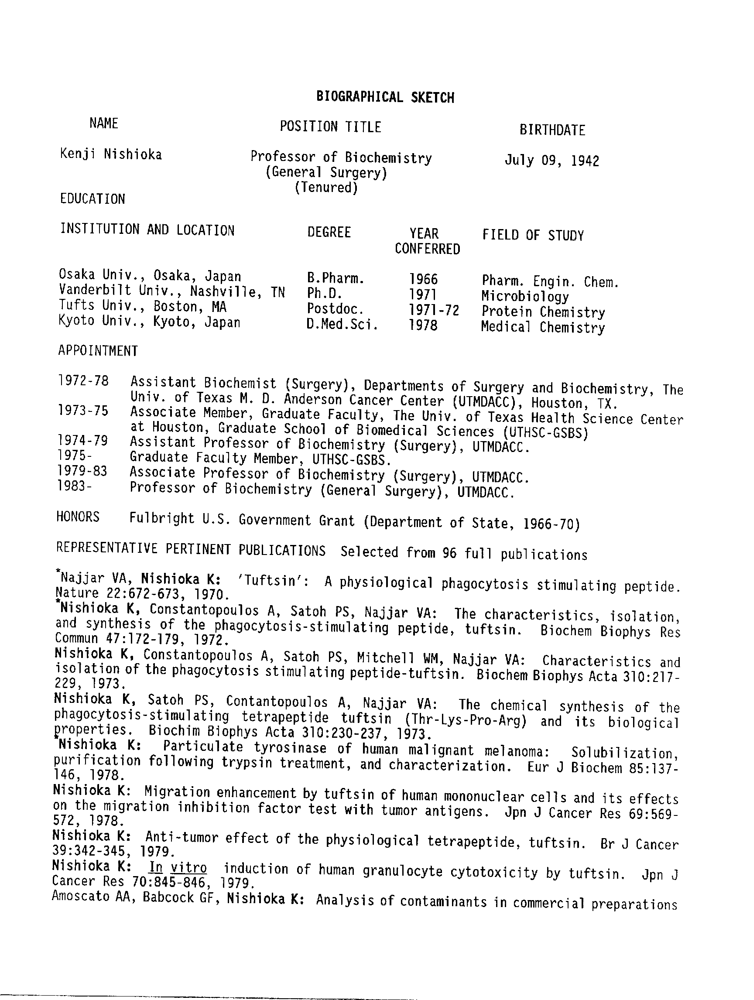 BIOGRAPHICAL SKETCH
NAME POSITION TITLE BIRTHDATE
Kenji Nishioka Professor of Biochemistry July 09, 1942
(General Surgery)
(Tenured)
EDUCATION
INSTITUTION AND LOCATION DEGREE YEAR FIELD OF STUDY
CONFERRED
Osaka Univ., Osaka, Japan B.Pharm. 1966 Pharm. Engin. Chem.
Vanderbilt Univ., Nashville, TN Ph.D. 1971 Microbiology
Tufts Univ., Boston, MA Postdoc. 1971-72 Protein Chemistry
Kyoto Univ., Kyoto, Japan D.Med.Sci. 1978 Medical Chemistry
APPOINTMENT
1972-78 Assistant Biochemist (Surgery), Departments of Surgery and Biochemistry, The
Univ. of Texas M. D. Anderson Cancer Center (UTMDACC), Houston, TX.
1973-75 Associate Member, Graduate Faculty, The Univ. of Texas Health Science Center
at Houston, Graduate School of Biomedical Sciences (UTHSC-GSBS)
1974-79 Assistant Professor of Biochemistry (Surgery), UTMDACC.
1975- Graduate Faculty Member, UTHSC-GSBS.
1979-83 Associate Professor of Biochemistry (Surgery), UTMDACC.
1983- Professor of Biochemistry (General Surgery), UTMDACC.
HONORS Fulbright U.S. Government Grant (Department of State, 1966-70)
REPRESENTATIVE PERTINENT PUBLICATIONS Selected from 96 full publications
*Najjar VA, Nishioka K: 'Tuftsin': A physiological phagocytosis stimulating peptide.
Nature 22:672-673, 1970.
*Nishioka K, Constantopoulos A, Satoh PS, Najjar VA: The characteristics, isolation,
and synthesis of the phagocytosis-stimulating peptide, tuftsin. Biochem Biophys Res
Commun 47:172-179, 1972.
Nishioka K, Constantopoulos A, Satoh PS, Mitchell WM, Najjar VA: Characteristics and
isolation of the phagocytosis stimulating peptide-tuftsin. Biochem Biophys Acta 310:217-
229, 1973.
Nishioka K, Satoh PS, Contantopoulos A, Najjar VA: The chemical synthesis of the
phagocytosis-stimulating tetrapeptide tuftsin (Thr-Lys-Pro-Arg) and its biological
properties. Biochim Biophys Acta 310:230-237, 1973.
*Nishioka K: Particulate tyrosinase of human malignant melanoma: Solubilization,
purification following trypsin treatment, and characterization. Eur J Biochem 85:137-
146, 1978.
Nishioka K: Migration enhancement by tuftsin of human mononuclear cells and its effects
on the migration inhibition factor test with tumor antigens. Jpn J Cancer Res 69:569-
572, 1978.
Nishioka K: Anti-tumor effect of the physiological tetrapeptide, tuftsin. Br J Cancer
39:342-345, 1979.
Nishioka K: In vitro induction of human granulocyte cytotoxicity by tuftsin. Jpn J
Cancer Res 70:845-846, 1979.
Amoscato AA, Babcock GF, Nishioka K: Analysis of contaminants in commercial preparations